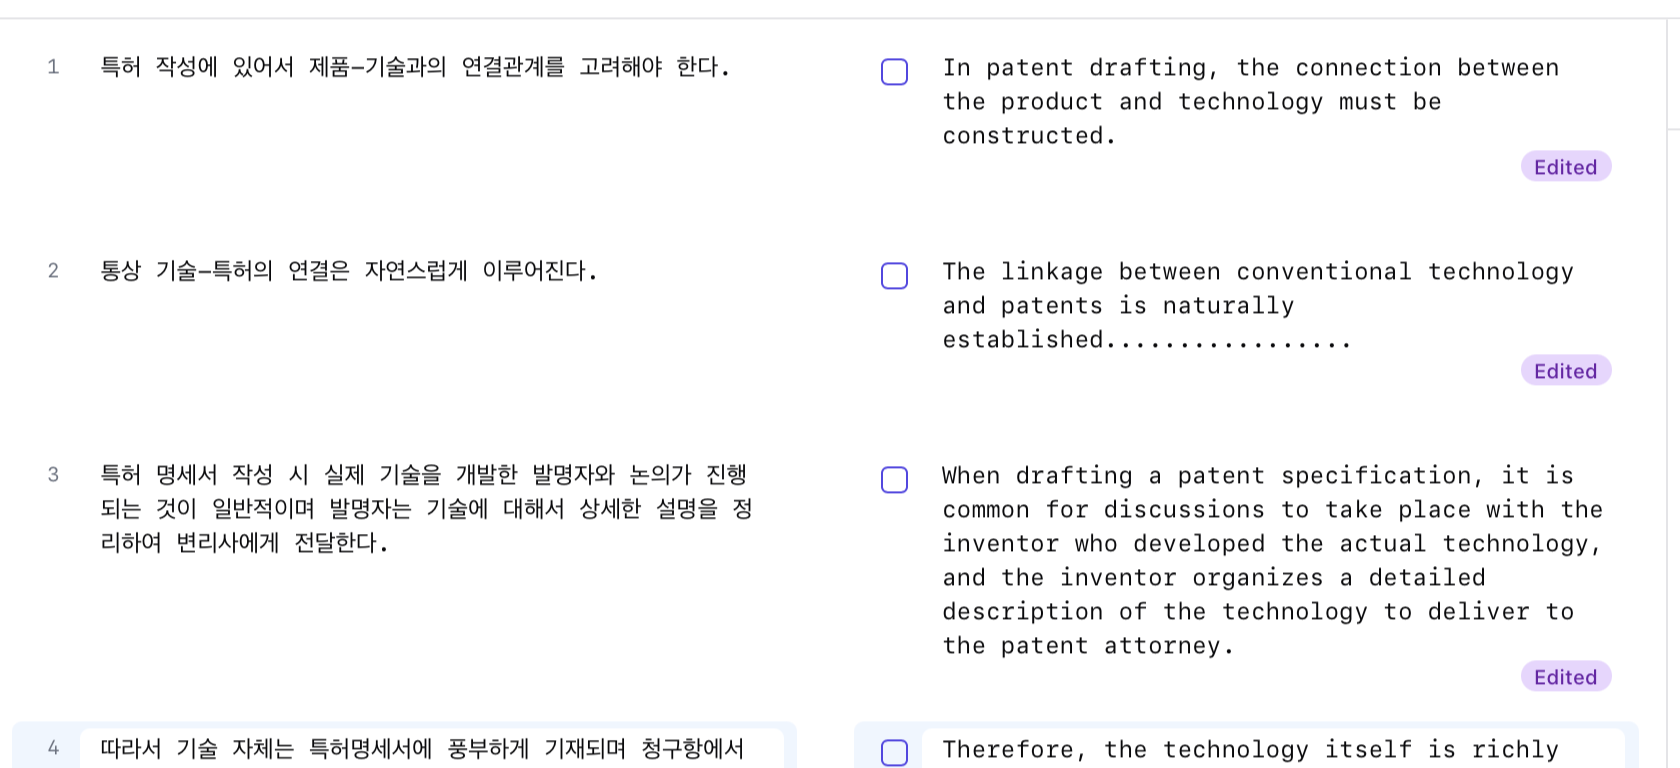 1 특허 작성에 있어서 제품–기술과의 연결관계를 고려해야 한다.
In patent drafting, the connection between
the product and technology must be
constructed.
Edited
2 통상 기술–특허의 연결은 자연스럽게 이루어진다.
The linkage between conventional technology
and patents is naturally
established.................
Edited
3 특허 명세서 작성 시 실제 기술을 개발한 발명자와 논의가 진행
되는 것이 일반적이며 발명자는 기술에 대해서 상세한 설명을 정
리하여 변리사에게 전달한다.
When drafting a patent specification, it is
common for discussions to take place with the
inventor who developed the actual technology,
and the inventor organizes a detailed
description of the technology to deliver to
the patent attorney.
Edited
4 따라서 기술 자체는 특허명세서에 풍부하게 기재되며 청구항에서
Therefore, the technology itself is richly